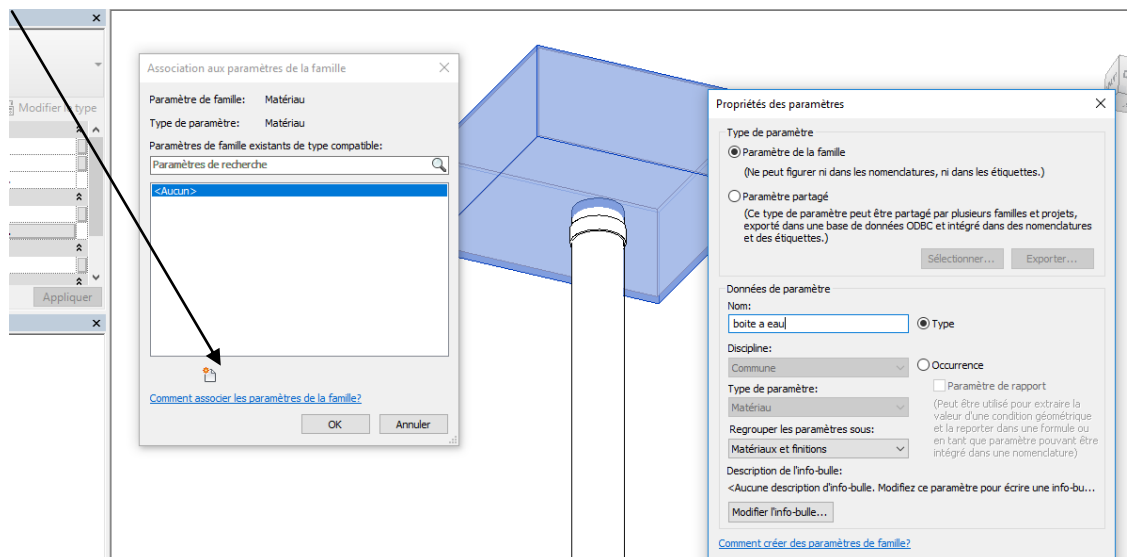 Modifier le type
Appliquer
Association aux paramètres de la famille
Paramètre de famille: Matériau
Type de paramètre: Matériau
Paramètres de famille existants de type compatible:
Paramètres de recherche
<Aucun>
Comment associer les paramètres de la famille?
OK Annuler
Propriétés des paramètres
Type de paramètre
Paramètre de la famille
(Ne peut figurer ni dans les nomenclatures, ni dans les étiquettes.)
Paramètre partagé
(Ce type de paramètre peut être partagé par plusieurs familles et projets,
exporté dans une base de données ODBC et intégré dans des nomenclatures
et des étiquettes.)
Sélectionner... Exporter...
Données de paramètre
Nom:
boite a eau Type
Discipline:
Commune Occurrence
Paramètre de rapport
Type de paramètre:
Matériau
(Peut être utilisé pour extraire la
valeur d'une condition géométrique
et la reporter dans une formule ou
en tant que paramètre pouvant être
intégré dans une nomenclature)
Regrouper les paramètres sous:
Matériaux et finitions
Description de l'info-bulle:
<Aucune description d'info-bulle. Modifiez ce paramètre pour écrire une info-bu...
Modifier l'info-bulle...
Comment créer des paramètres de famille?